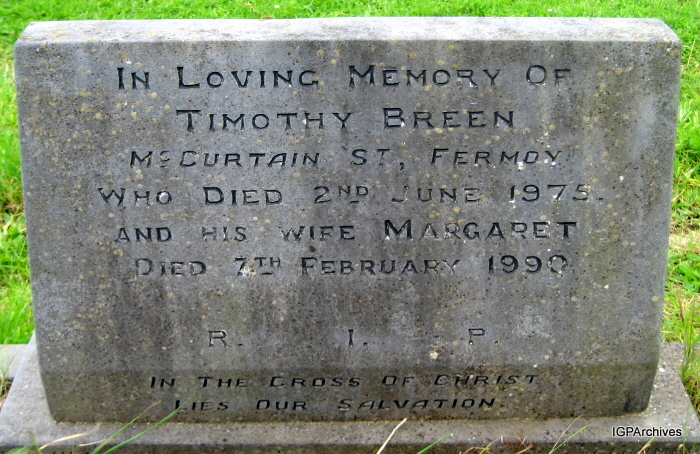 In Loving Memory Of
Timothy Breen
McCurtain St, Fermoy
Who Died 2nd June 1975.
and his wife Margaret
Died 7th February 1990.
R. I. P.
In The Cross Of Christ
Lies Our Salvation.
IGPArchives